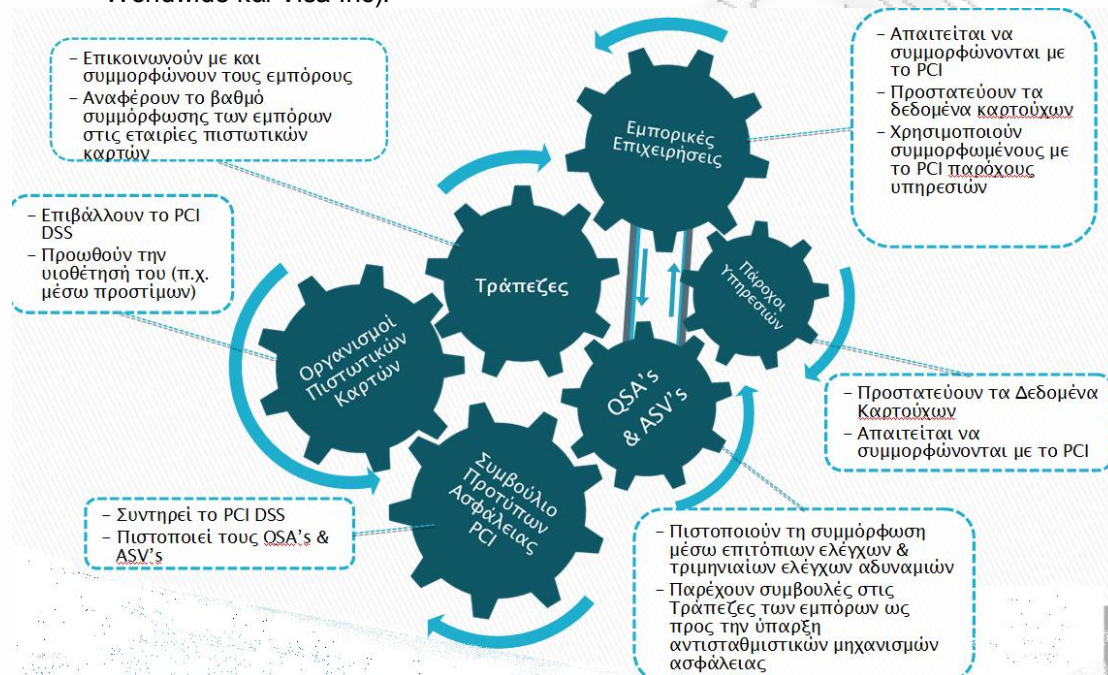 Worldwide και Visa Inc).
– Επικοινωνούν με και
συμμορφώνουν τους εμπόρους
– Αναφέρουν το βαθμό
συμμόρφωσης των εμπόρων
στις εταιρίες πιστωτικών
καρτών
– Απαιτείται να
συμμορφώνονται με
το PCI
– Προστατεύουν τα
δεδομένα καρτούχων
– Χρησιμοποιούν
συμμορφωμένους με
το PCI παρόχους
υπηρεσιών
Εμπορικές
Επιχειρήσεις
– Επιβάλλουν το PCI
DSS
– Προωθούν την
υιοθέτησή του (π.χ.
μέσω προστίμων)
Τράπεζες
Πάροχοι
Υπηρεσιών
Οργανισμοί
Πιστωτικών
Καρτών
QSA's
& ASV's
– Προστατεύουν τα Δεδομένα
Καρτούχων
– Απαιτείται να
συμμορφώνονται με το PCI
Συμβούλιο
Προτύπων
Ασφάλειας
PCI
– Συντηρεί το PCI DSS
– Πιστοποιεί τους QSA's &
ASV's
– Πιστοποιούν τη συμμόρφωση
μέσω επιτόπιων ελέγχων &
τριμηνιαίων ελέγχων αδυναμιών
– Παρέχουν συμβουλές στις
Τράπεζες των εμπόρων ως
προς την ύπαρξη
αντισταθμιστικών μηχανισμών
ασφάλειας